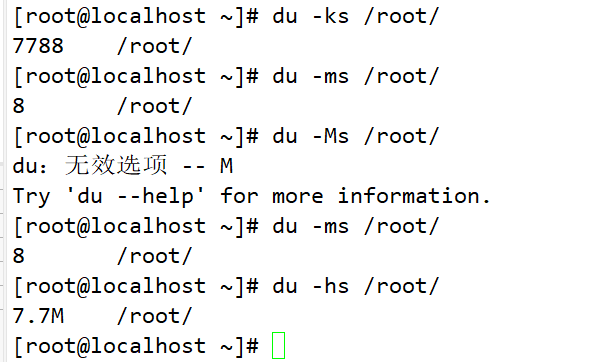 [root@localhost ~]# du -ks /root/
7788    /root/
[root@localhost ~]# du -ms /root/
8       /root/
[root@localhost ~]# du -Ms /root/
du：无效选项 -- M
Try 'du --help' for more information.
[root@localhost ~]# du -ms /root/
8       /root/
[root@localhost ~]# du -hs /root/
7.7M    /root/
[root@localhost ~]#